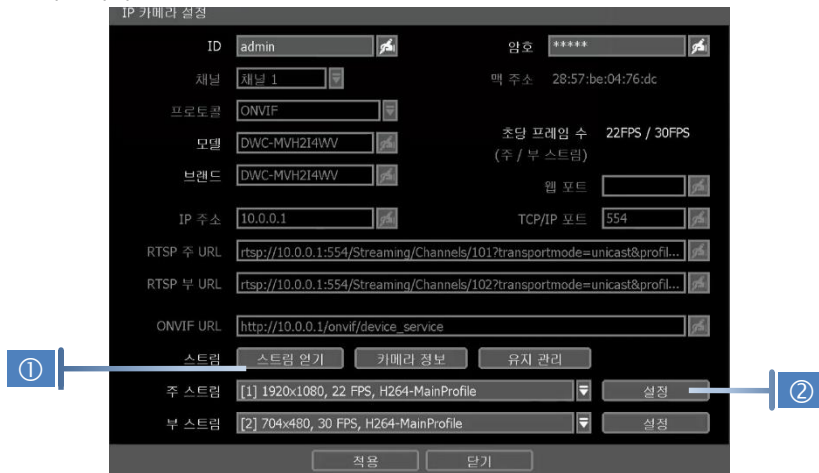 IP 카메라 설정
ID admin 암호 *****
채널 채널 1 맥 주소 28:57:be:04:76:dc
프로토콜 ONVIF
모델 DWC-MVH2I4WV 초당 프레임 수 22FPS / 30FPS
(주 / 부 스트림)
브랜드 DWC-MVH2I4WV
웹 포트
IP 주소 10.0.0.1 TCP/IP 포트 554
RTSP 주 URL rtsp://10.0.0.1:554/Streaming/Channels/101?transportmode=unicast&profil...
RTSP 부 URL rtsp://10.0.0.1:554/Streaming/Channels/102?transportmode=unicast&profil...
ONVIF URL http://10.0.0.1/onvif/device_service
① 스트림 스트림 얻기 카메라 정보 유지 관리
주 스트림 [1] 1920x1080, 22 FPS, H264-MainProfile 설정 ②
부 스트림 [2] 704x480, 30 FPS, H264-MainProfile 설정
적용 닫기